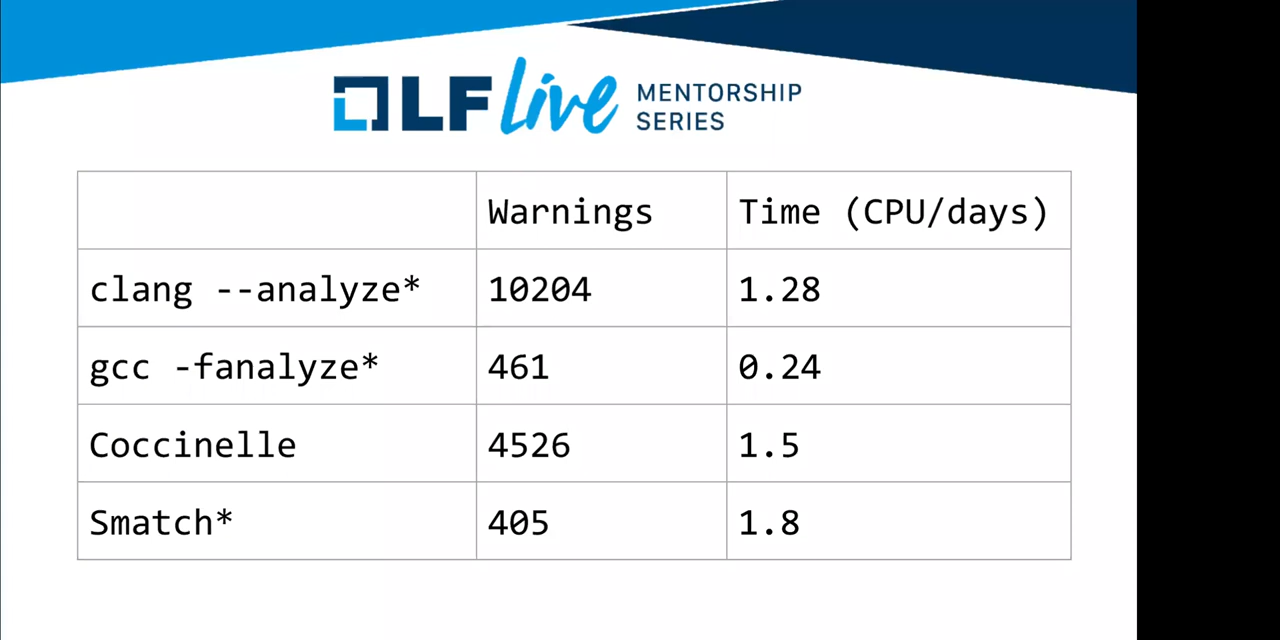 LF Live MENTORSHIP
SERIES
Warnings Time (CPU/days)
clang --analyze* 10204 1.28
gcc -fanalyze* 461 0.24
Coccinelle 4526 1.5
Smatch* 405 1.8